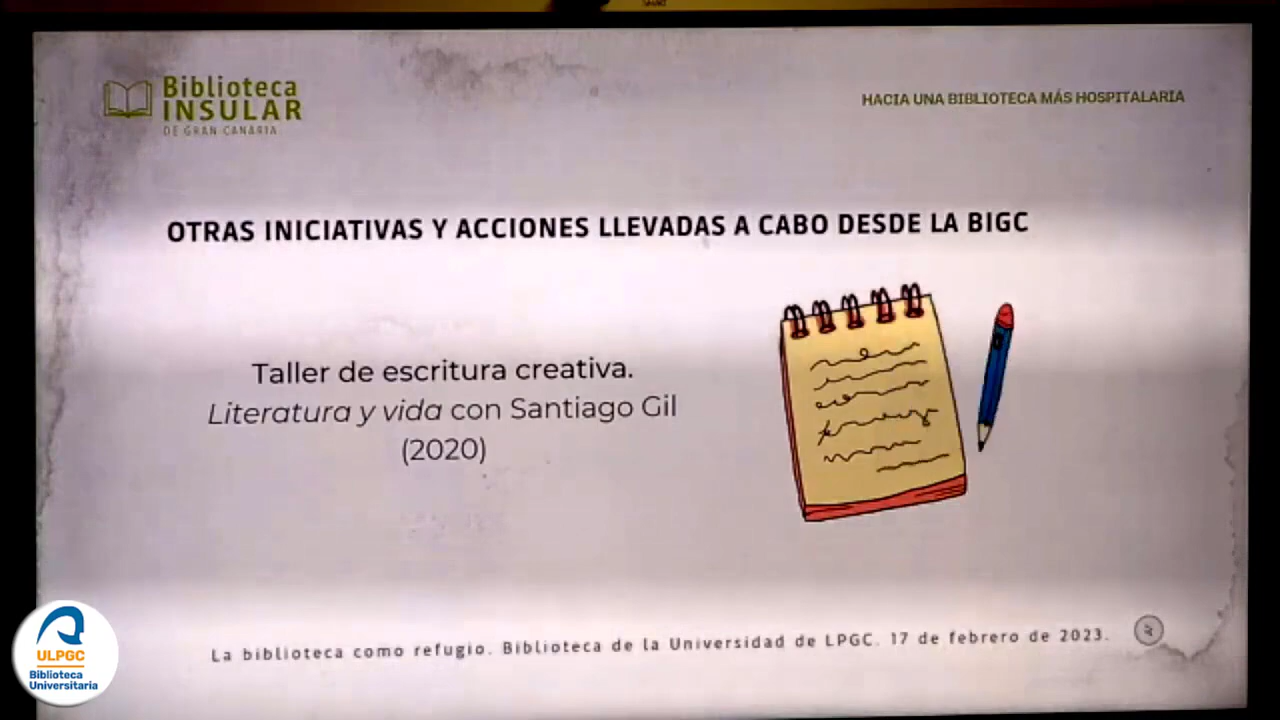 SMART
Biblioteca
INSULAR
DE GRAN CANARIA
HACIA UNA BIBLIOTECA MÁS HOSPITALARIA
OTRAS INICIATIVAS Y ACCIONES LLEVADAS A CABO DESDE LA BIGC
Taller de escritura creativa.
Literatura y vida con Santiago Gil
(2020)
La biblioteca como refugio. Biblioteca de la Universidad de LPGC. 17 de febrero de 2023.
ULPGC
Biblioteca
Universitaria